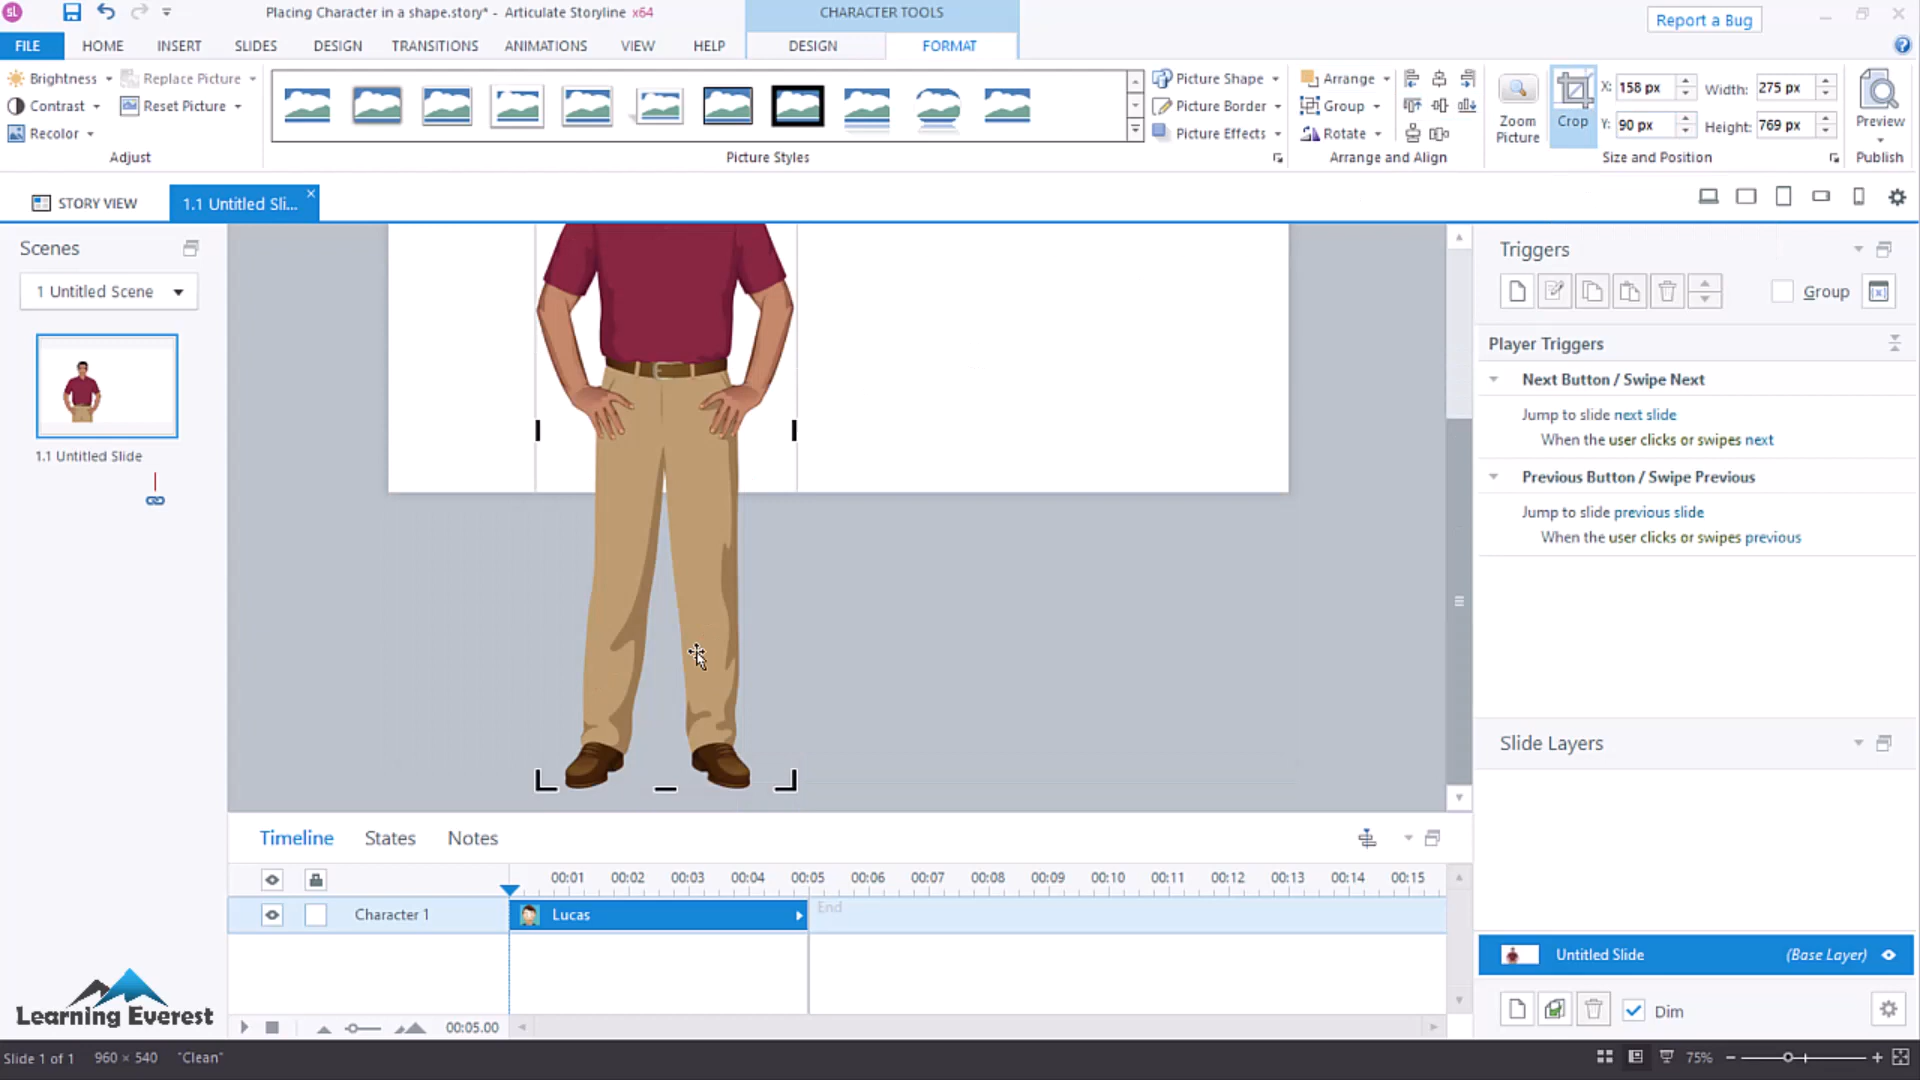 Placing Character in a shape.story* - Articulate Storyline x64
CHARACTER TOOLS
Report a Bug
FILE HOME INSERT SLIDES DESIGN TRANSITIONS ANIMATIONS VIEW HELP DESIGN FORMAT
Brightness
Contrast
Recolor
Replace Picture
Reset Picture
Adjust
Picture Styles
Picture Shape
Picture Border
Picture Effects
Arrange
Group
Rotate
Arrange and Align
Zoom Picture
Crop
X: 158 px Width: 275 px
Y: 90 px Height: 769 px
Size and Position
Preview
Publish
STORY VIEW
1.1 Untitled Sli...
Scenes
1 Untitled Scene
1.1 Untitled Slide
Triggers
Group
Player Triggers
Next Button / Swipe Next
Jump to slide next slide
When the user clicks or swipes next
Previous Button / Swipe Previous
Jump to slide previous slide
When the user clicks or swipes previous
Slide Layers
Untitled Slide (Base Layer)
Dim
Timeline States Notes
00:01 00:02 00:03 00:04 00:05 00:06 00:07 00:08 00:09 00:10 00:11 00:12 00:13 00:14 00:15
Character 1 Lucas End
00:05.00
Learning Everest
Slide 1 of 1 960 × 540 "Clean" 75%